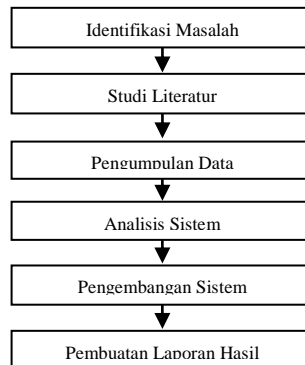 Identifikasi Masalah
Studi Literatur
Pengumpulan Data
Analisis Sistem
Pengembangan Sistem
Pembuatan Laporan Hasil